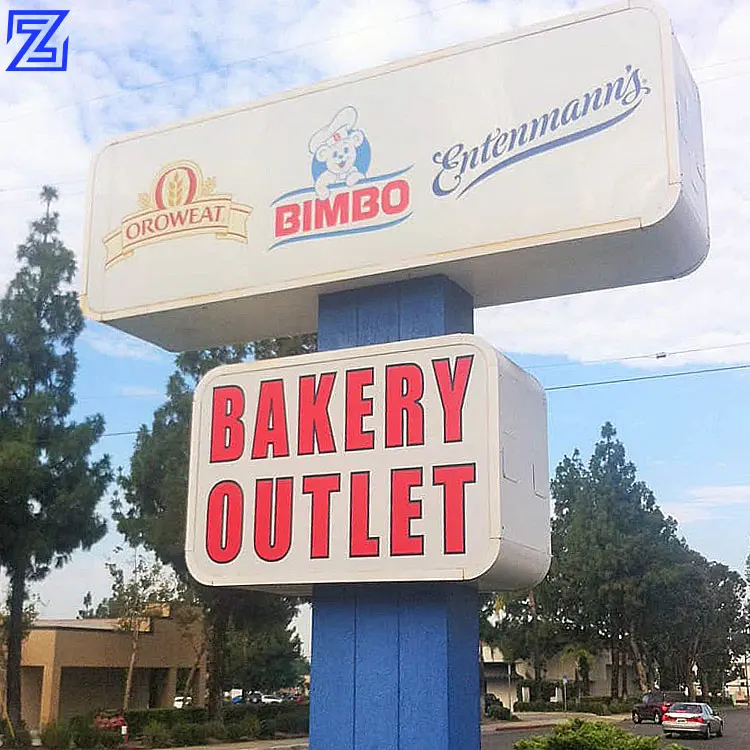 OROWEAT
BIMBO
Entenmann's
BAKERY
OUTLET